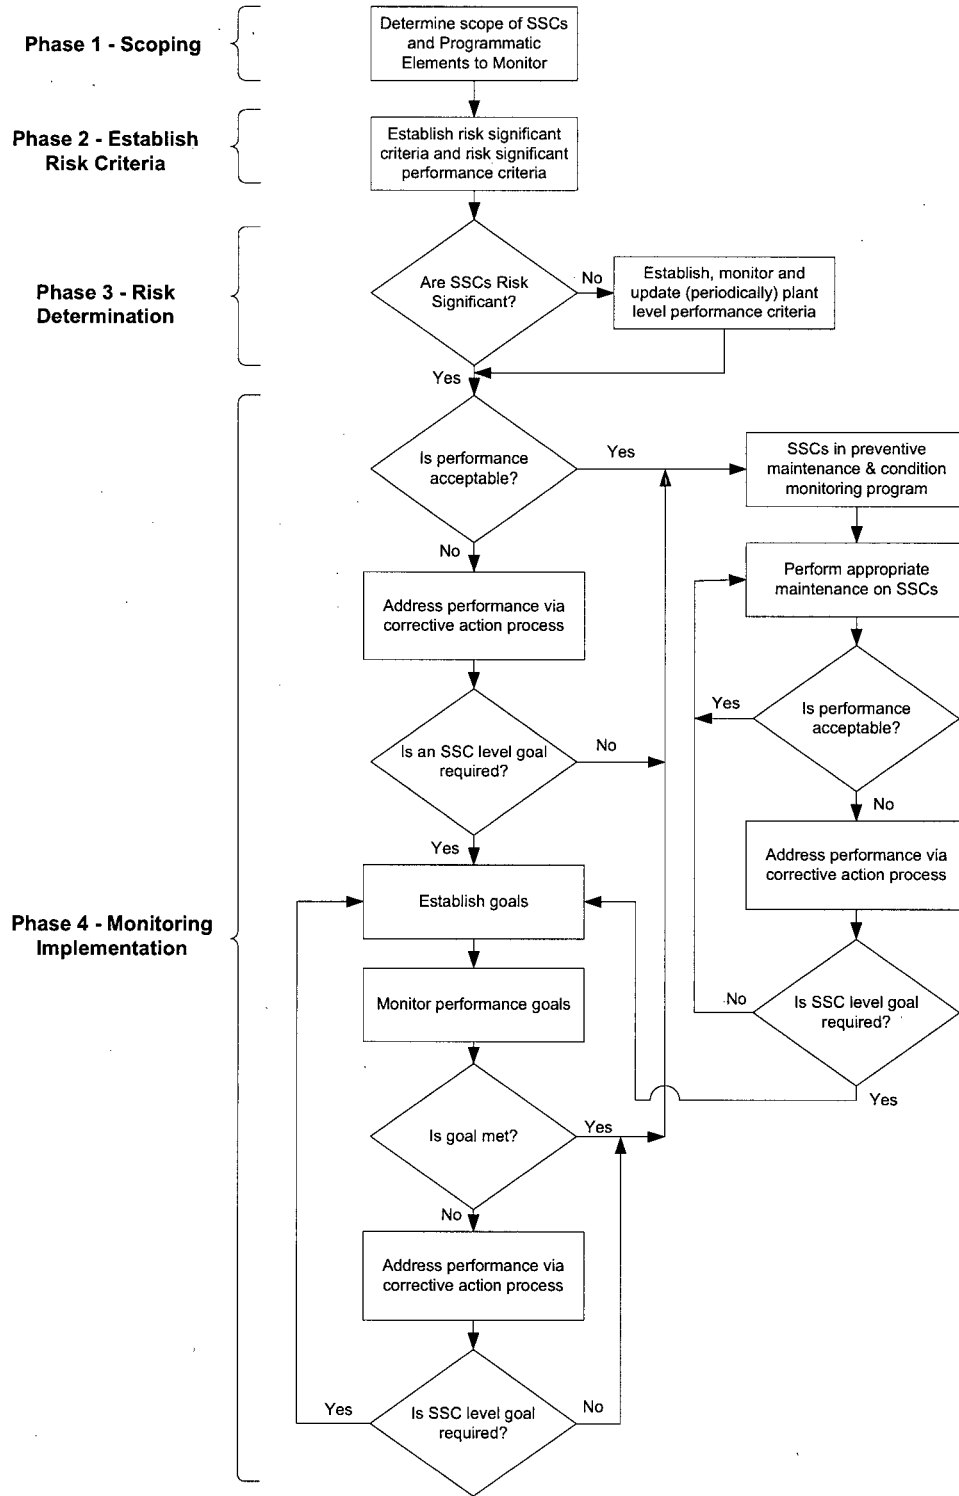 Phase 1 - Scoping
Determine scope of SSCs
and Programmatic
Elements to Monitor
Phase 2 - Establish
Risk Criteria
Establish risk significant
criteria and risk significant
performance criteria
Phase 3 - Risk
Determination
Are SSCs Risk
Significant?
No
Establish, monitor and
update (periodically) plant
level performance criteria
Yes
Phase 4 - Monitoring
Implementation
Is performance
acceptable?
Yes
SSCs in preventive
maintenance & condition
monitoring program
No
Perform appropriate
maintenance on SSCs
Address performance via
corrective action process
Is performance
acceptable?
Yes
No
Is an SSC level goal
required?
No
Yes
Address performance via
corrective action process
Establish goals
Is SSC level goal
required?
No
Yes
Monitor performance goals
Is goal met?
Yes
No
Address performance via
corrective action process
Is SSC level goal
required?
Yes
No